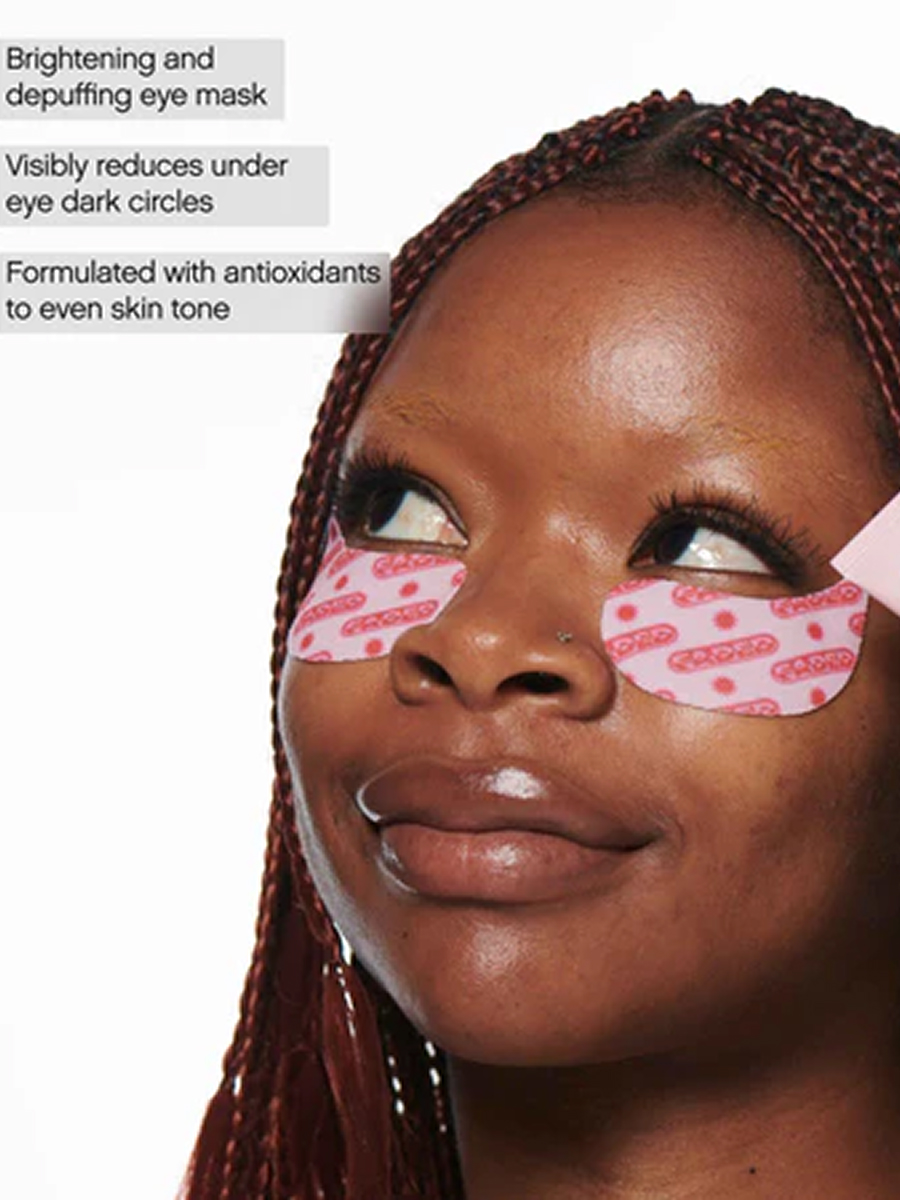 Brightening and
depuffing eye mask
Visibly reduces under
eye dark circles
Formulated with antioxidants
to even skin tone